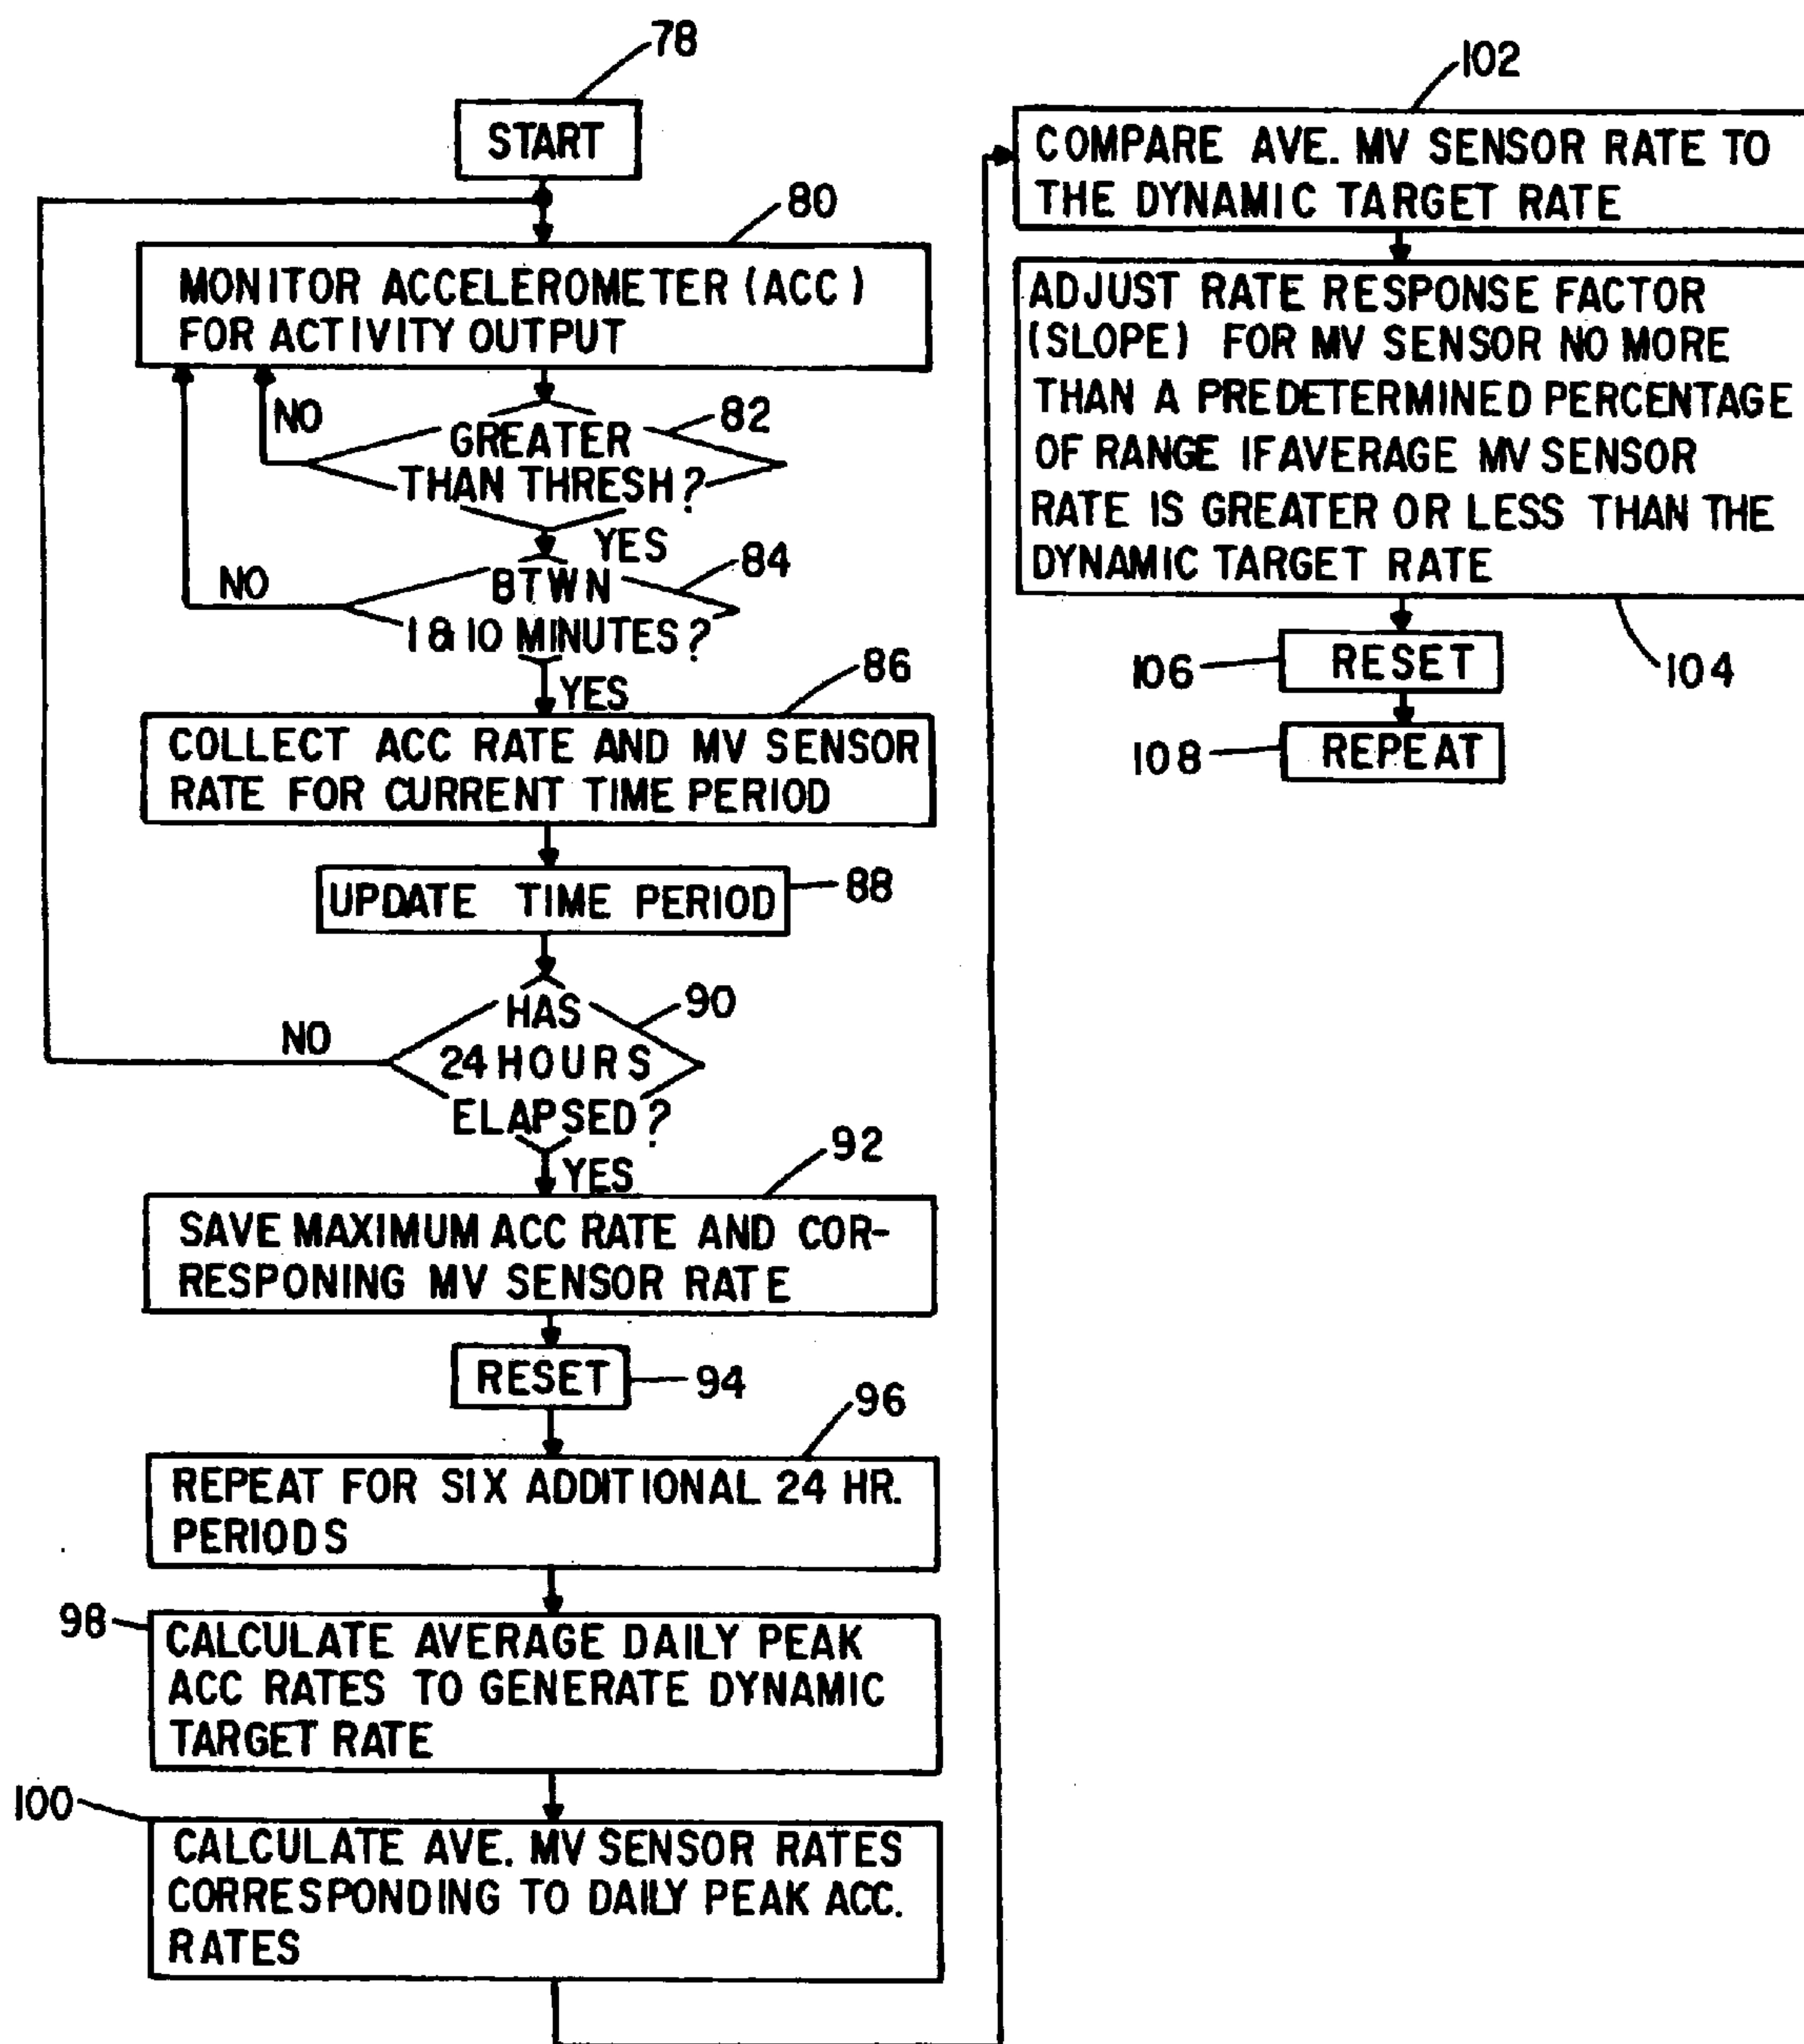 78
START
80
MONITOR ACCELEROMETER (ACC)
FOR ACTIVITY OUTPUT
NO
82
GREATER
THAN THRESH?
YES
84
NO
BTWN
1 & 10 MINUTES?
YES
86
COLLECT ACC RATE AND MV SENSOR
RATE FOR CURRENT TIME PERIOD
UPDATE TIME PERIOD
88
90
HAS
24 HOURS
ELAPSED?
NO
YES
92
SAVE MAXIMUM ACC RATE AND COR-
RESPONING MV SENSOR RATE
RESET
94
96
REPEAT FOR SIX ADDITIONAL 24 HR.
PERIODS
98
CALCULATE AVERAGE DAILY PEAK
ACC RATES TO GENERATE DYNAMIC
TARGET RATE
100
CALCULATE AVE. MV SENSOR RATES
CORRESPONDING TO DAILY PEAK ACC.
RATES
102
COMPARE AVE. MV SENSOR RATE TO
THE DYNAMIC TARGET RATE
ADJUST RATE RESPONSE FACTOR
(SLOPE) FOR MV SENSOR NO MORE
THAN A PREDETERMINED PERCENTAGE
OF RANGE IF AVERAGE MV SENSOR
RATE IS GREATER OR LESS THAN THE
DYNAMIC TARGET RATE
104
106
RESET
108
REPEAT